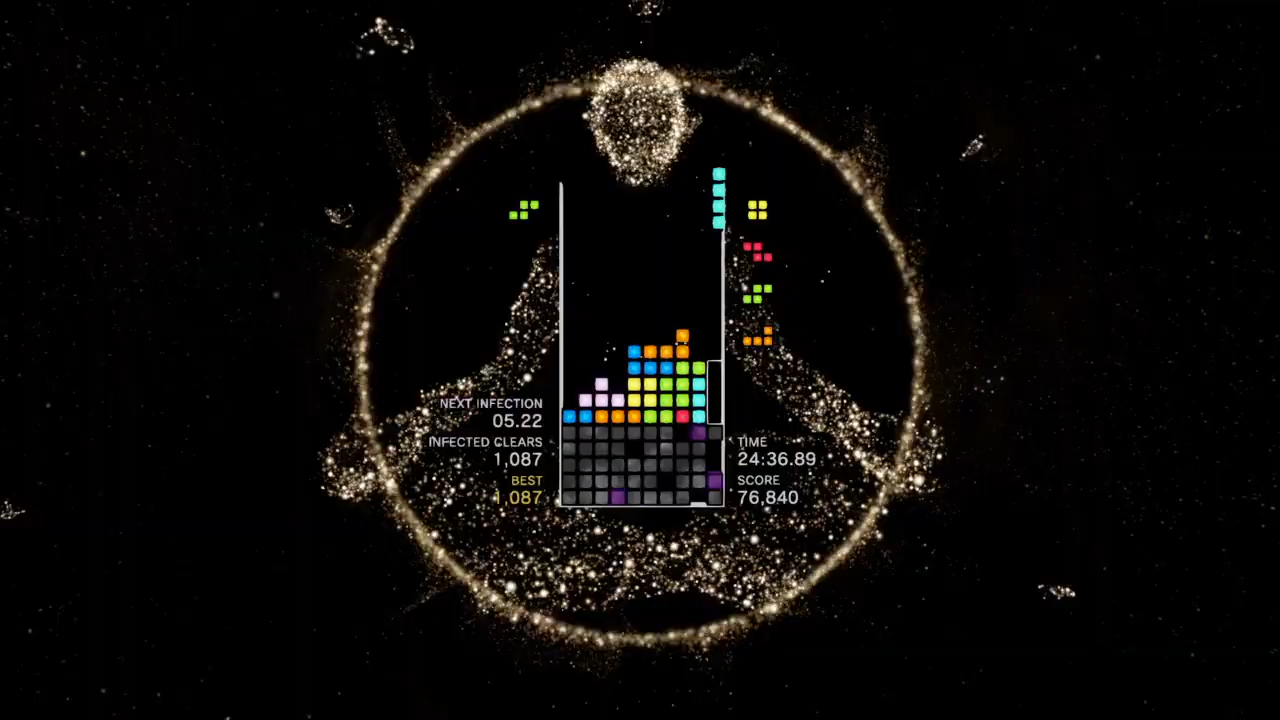 NEXT INFECTION
05.22
INFECTED CLEARS
1,087
BEST
1,087
TIME
24:36.89
SCORE
76,840